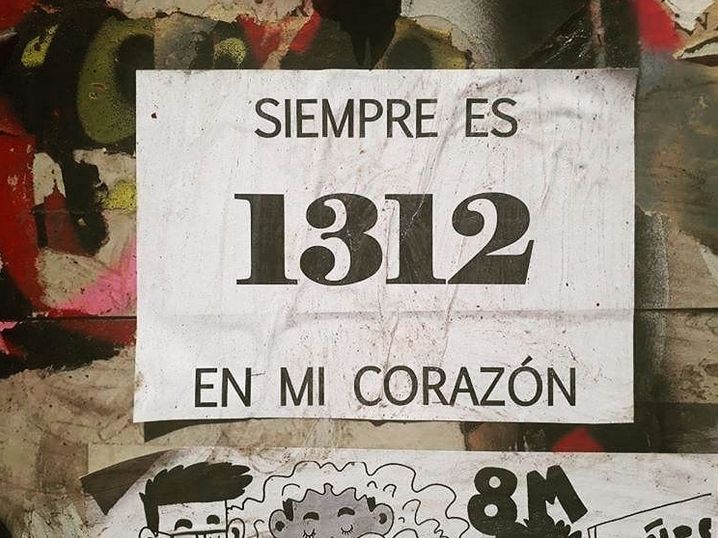 SIEMPRE ES
1312
EN MI CORAZÓN
8M